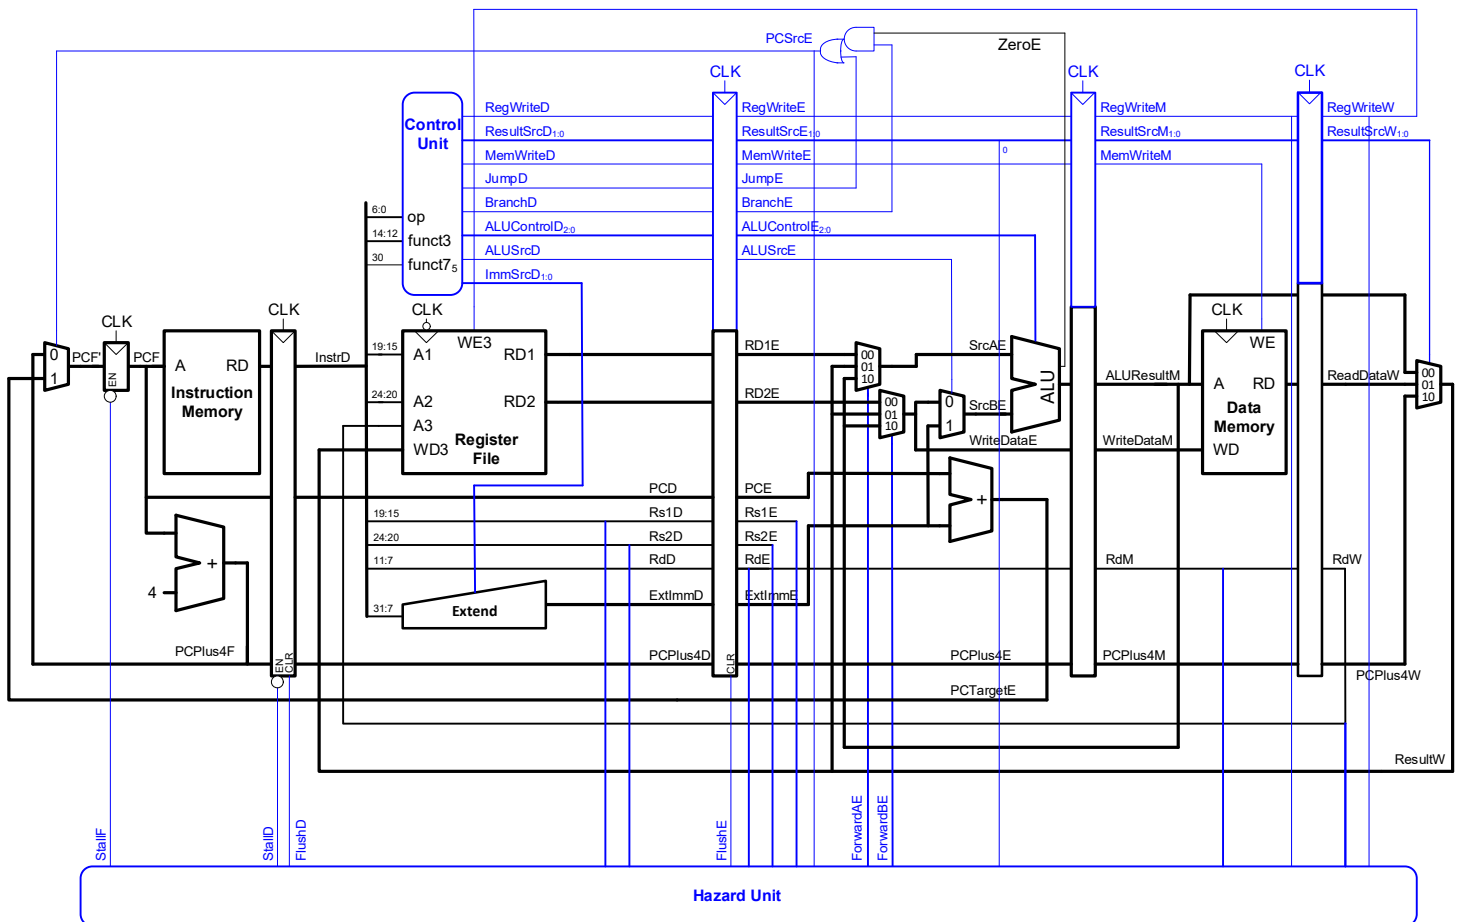 PCSrcE
ZeroE
CLK
CLK
CLK
Control
Unit
RegWriteD
RegWriteE
RegWriteM
RegWriteW
ResultSrcD1:0
ResultSrcE1:0
ResultSrcM1:0
ResultSrcW1:0
0
MemWriteD
MemWriteE
MemWriteM
JumpD
JumpE
BranchD
BranchE
6:0
op
ALUControlD2:0
ALUControlE2:0
14:12
funct3
ALUSrcD
ALUSrcE
30
funct75
ImmSrcD1:0
CLK
CLK
CLK
CLK
0
1
PCF'
EN
PCF
A
RD
Instruction
Memory
InstrD
19:15
A1
WE3
RD1
RD1E
00
01
10
SrcAE
ALU
ALUResultM
A
RD
WE
Data
Memory
WD
ReadDataW
00
01
10
24:20
A2
RD2
RD2E
00
01
10
0
1
SrcBE
A3
WD3
Register
File
WriteDataE
WriteDataM
PCD
PCE
+
19:15
Rs1D
Rs1E
24:20
Rs2D
Rs2E
11:7
RdD
RdE
RdM
RdW
4
+
31:7
Extend
ExtImmD
ExtImmE
PCPlus4F
EN
CLR
PCPlus4D
CLR
PCPlus4E
PCPlus4M
PCPlus4W
PCTargetE
ResultW
StallF
StallD
FlushD
FlushE
ForwardAE
ForwardBE
Hazard Unit